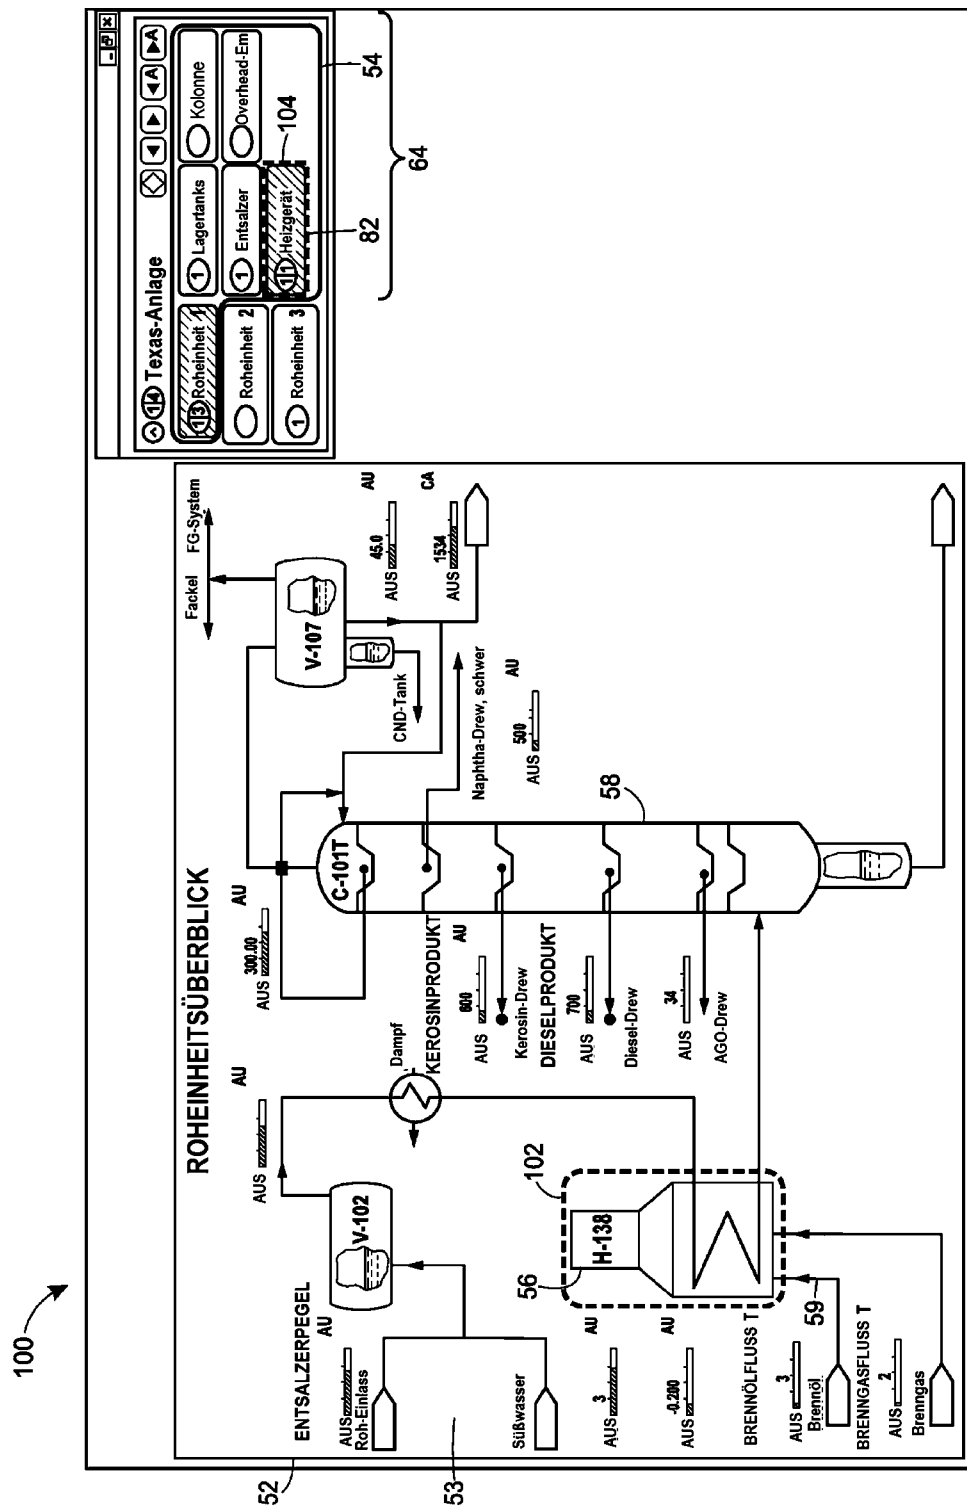 100
52
53
ROHEINHEITSÜBERBLICK
ENTSALZERPEGEL
AU
AUS
Roh-Einlass
Süßwasser
V-102
AUS
AU
Dampf
AUS
3
AU
AUS
-0.200
AU
BRENNÖLFLUSS T
AUS
3
Brennöl
BRENNGASFLUSS T
AUS
2
Brenngas
59
56
H-138
102
AUS
300.00
AU
KEROSINPRODUKT
AUS
600
AU
Kerosin-Drew
DIESELPRODUKT
AUS
700
Diesel-Drew
AUS
34
AGO-Drew
C-101T
58
Naphtha-Drew, schwer
AUS
500
AU
CND-Tank
V-107
Fackel
FG-System
AUS
45.0
AU
AUS
1534
CA
14 Texas-Anlage
A
A
13 Roheinheit 1
1 Lagertanks
Kolonne
Roheinheit 2
1 Entsalzer
Overhead-Em
1 Roheinheit 3
11 Heizgerät
82
104
54
64